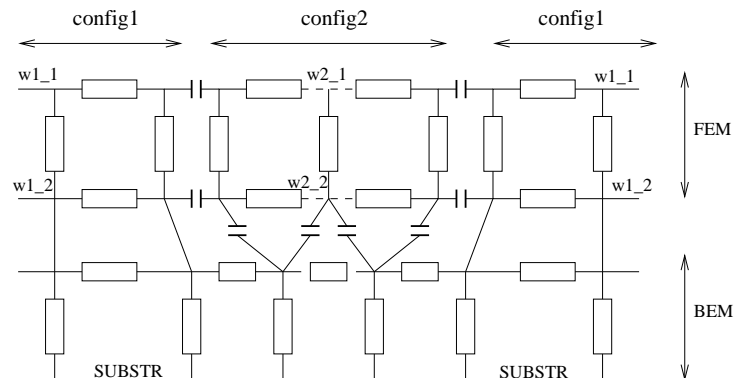 config1 config2 config1
w1_1 w2_1 w1_1
FEM
w1_2 w2_2 w1_2
BEM
SUBSTR SUBSTR